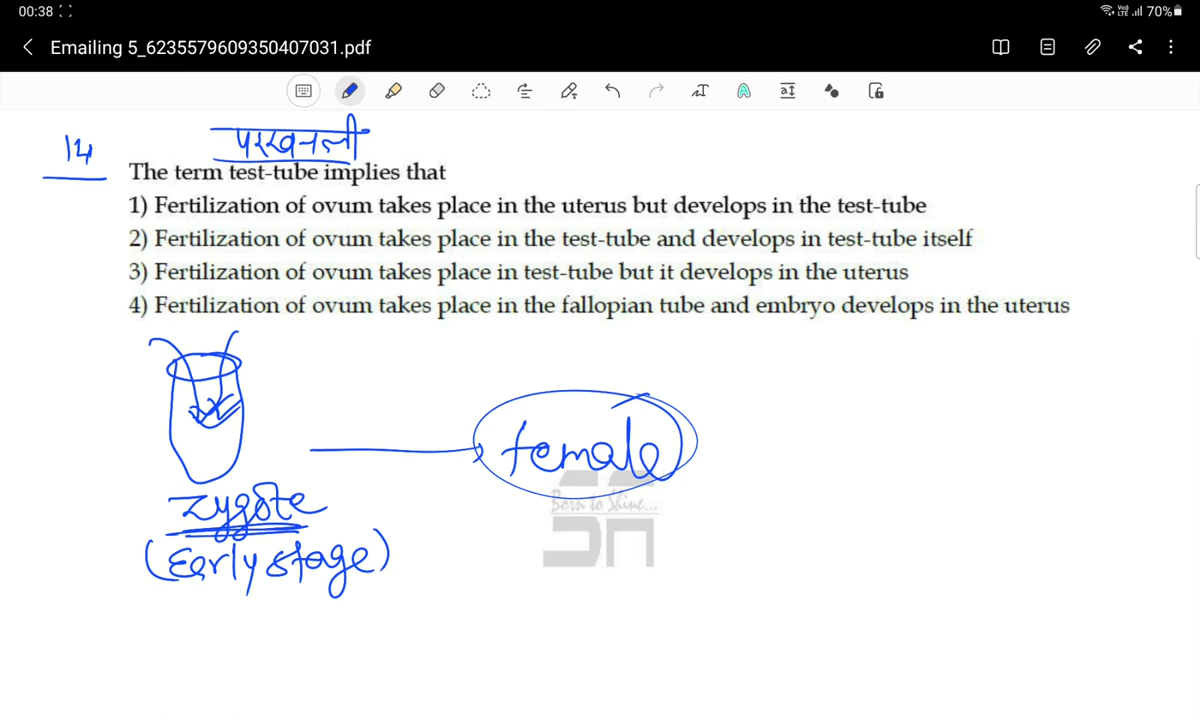 00:38
VoD LTE 70%
Emailing 5_6235579609350407031.pdf
14
परखनली
The term test-tube implies that
1) Fertilization of ovum takes place in the uterus but develops in the test-tube
2) Fertilization of ovum takes place in the test-tube and develops in test-tube itself
3) Fertilization of ovum takes place in test-tube but it develops in the uterus
4) Fertilization of ovum takes place in the fallopian tube and embryo develops in the uterus
female
Born to Shine...
SR
zygote
(Early stage)